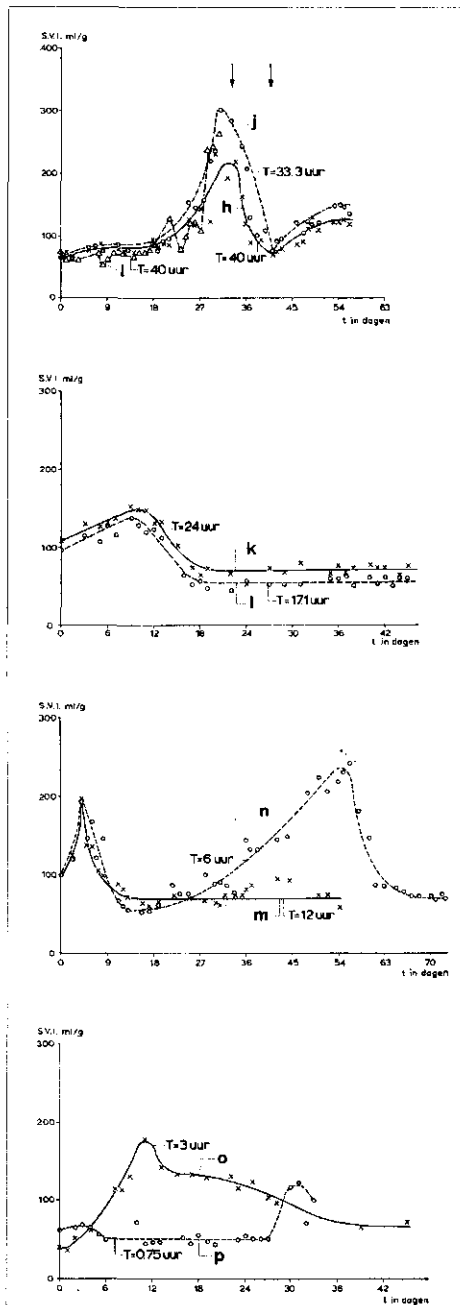 S.V.I. ml/g
400
300
j
T=33.3 uur
200
h
100
i
T=40 uur
T=40 uur
0
0 9 18 27 36 45 54 63
t in dagen
S.V.I. ml/g
300
200
T=24 uur
100
k
l
T=17.1 uur
0
0 6 12 18 24 30 36 42
t in dagen
S.V.I. ml/g
300
n
200
T=6 uur
100
m
T=12 uur
0
0 9 18 27 36 45 54 63 70
t in dagen
S.V.I. ml/g
300
200
T=3 uur
o
100
T=0.75 uur
p
0
0 6 12 18 24 30 36 42
t in dagen